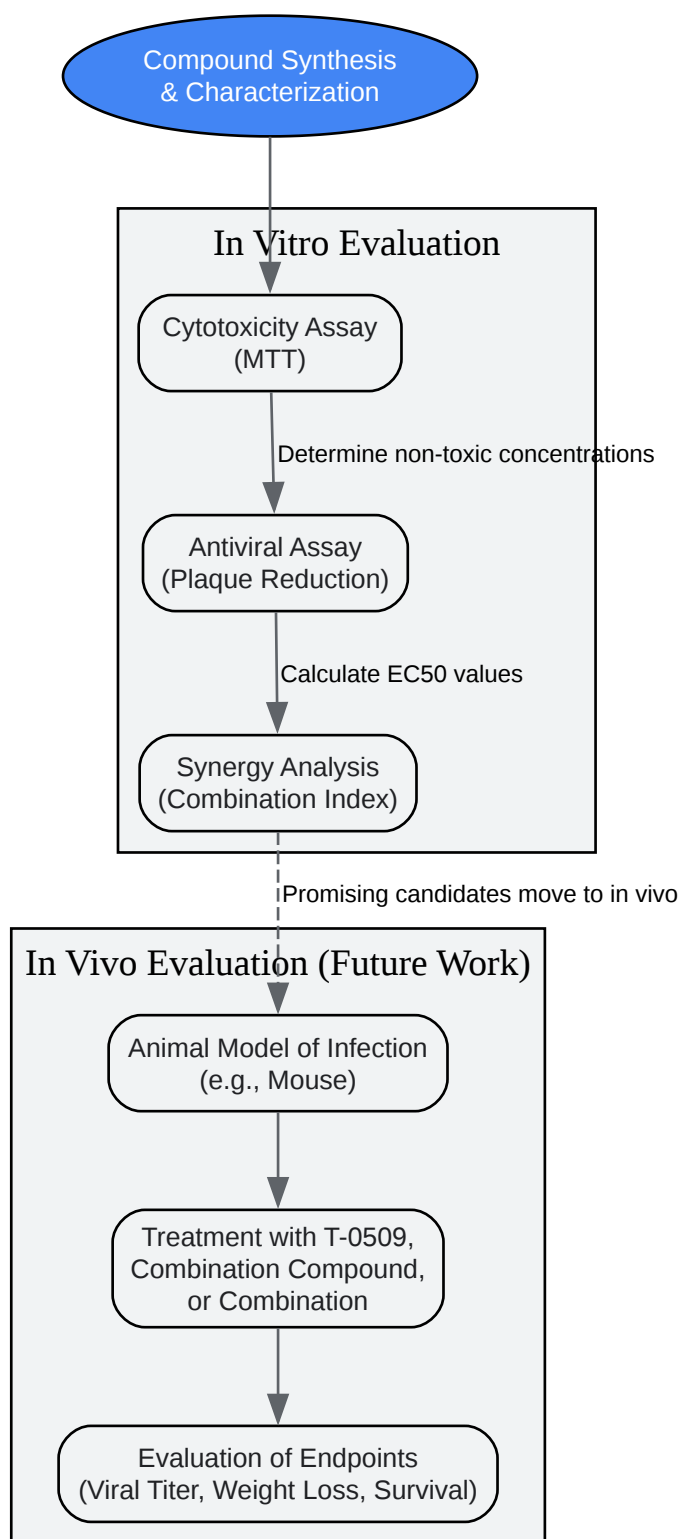 Compound Synthesis
& Characterization
In Vitro Evaluation
Cytotoxicity Assay
(MTT)
Determine non-toxic concentrations
Antiviral Assay
(Plaque Reduction)
Calculate EC50 values
Synergy Analysis
(Combination Index)
Promising candidates move to in vivo
In Vivo Evaluation (Future Work)
Animal Model of Infection
(e.g., Mouse)
Treatment with T-0509,
Combination Compound,
or Combination
Evaluation of Endpoints
(Viral Titer, Weight Loss, Survival)